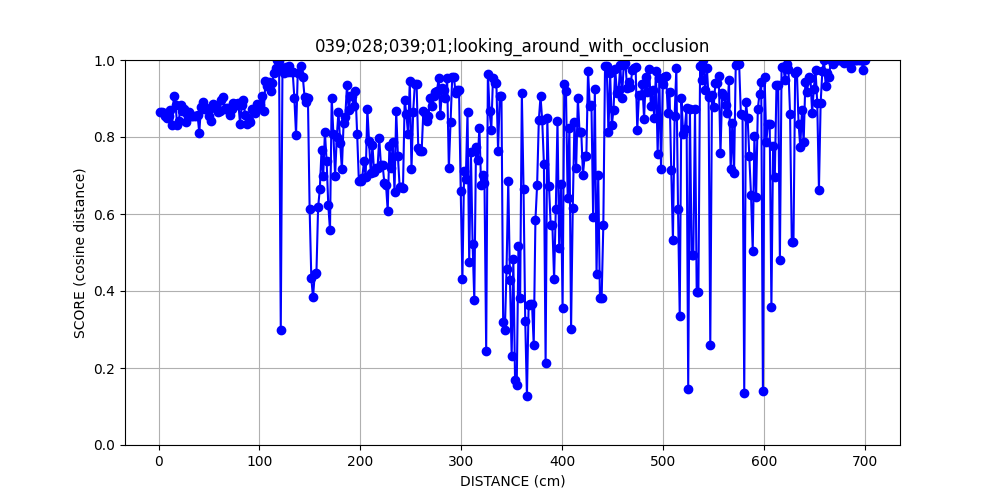 039;028;039;01;looking_around_with_occlusion
1.0
0.8
0.6
0.4
0.2
0.0
SCORE (cosine distance)
0 100 200 300 400 500 600 700
DISTANCE (cm)